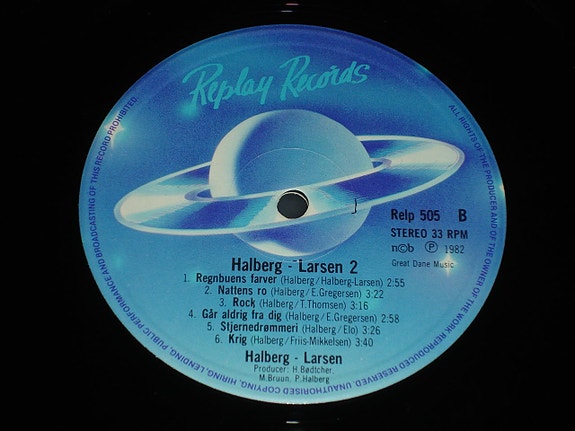 Replay Records
ALL RIGHTS OF THE PRODUCER AND OF THE OWNER OF THE WORK REPRODUCED RESERVED. UNAUTHORISED COPYING, HIRING, LENDING, PUBLIC PERFORMANCE AND BROADCASTING OF THIS RECORD PROHIBITED.
Relp 505 B
STEREO 33 RPM
n©b Ⓟ 1982
Great Dane Music
Halberg - Larsen 2
1. Regnbuens farver (Halberg/Halberg-Larsen) 2:55
2. Nattens ro (Halberg/E.Gregersen) 3:22
3. Rock (Halberg/T.Thomsen) 3:16
4. Går aldrig fra dig (Halberg/E.Gregersen) 2:58
5. Stjernedrømmeri (Halberg/Elo) 3:26
6. Krig (Halberg/Friis-Mikkelsen) 3:40
Halberg - Larsen
Producer: H.Bødtcher.
M.Bruun, P.Halberg